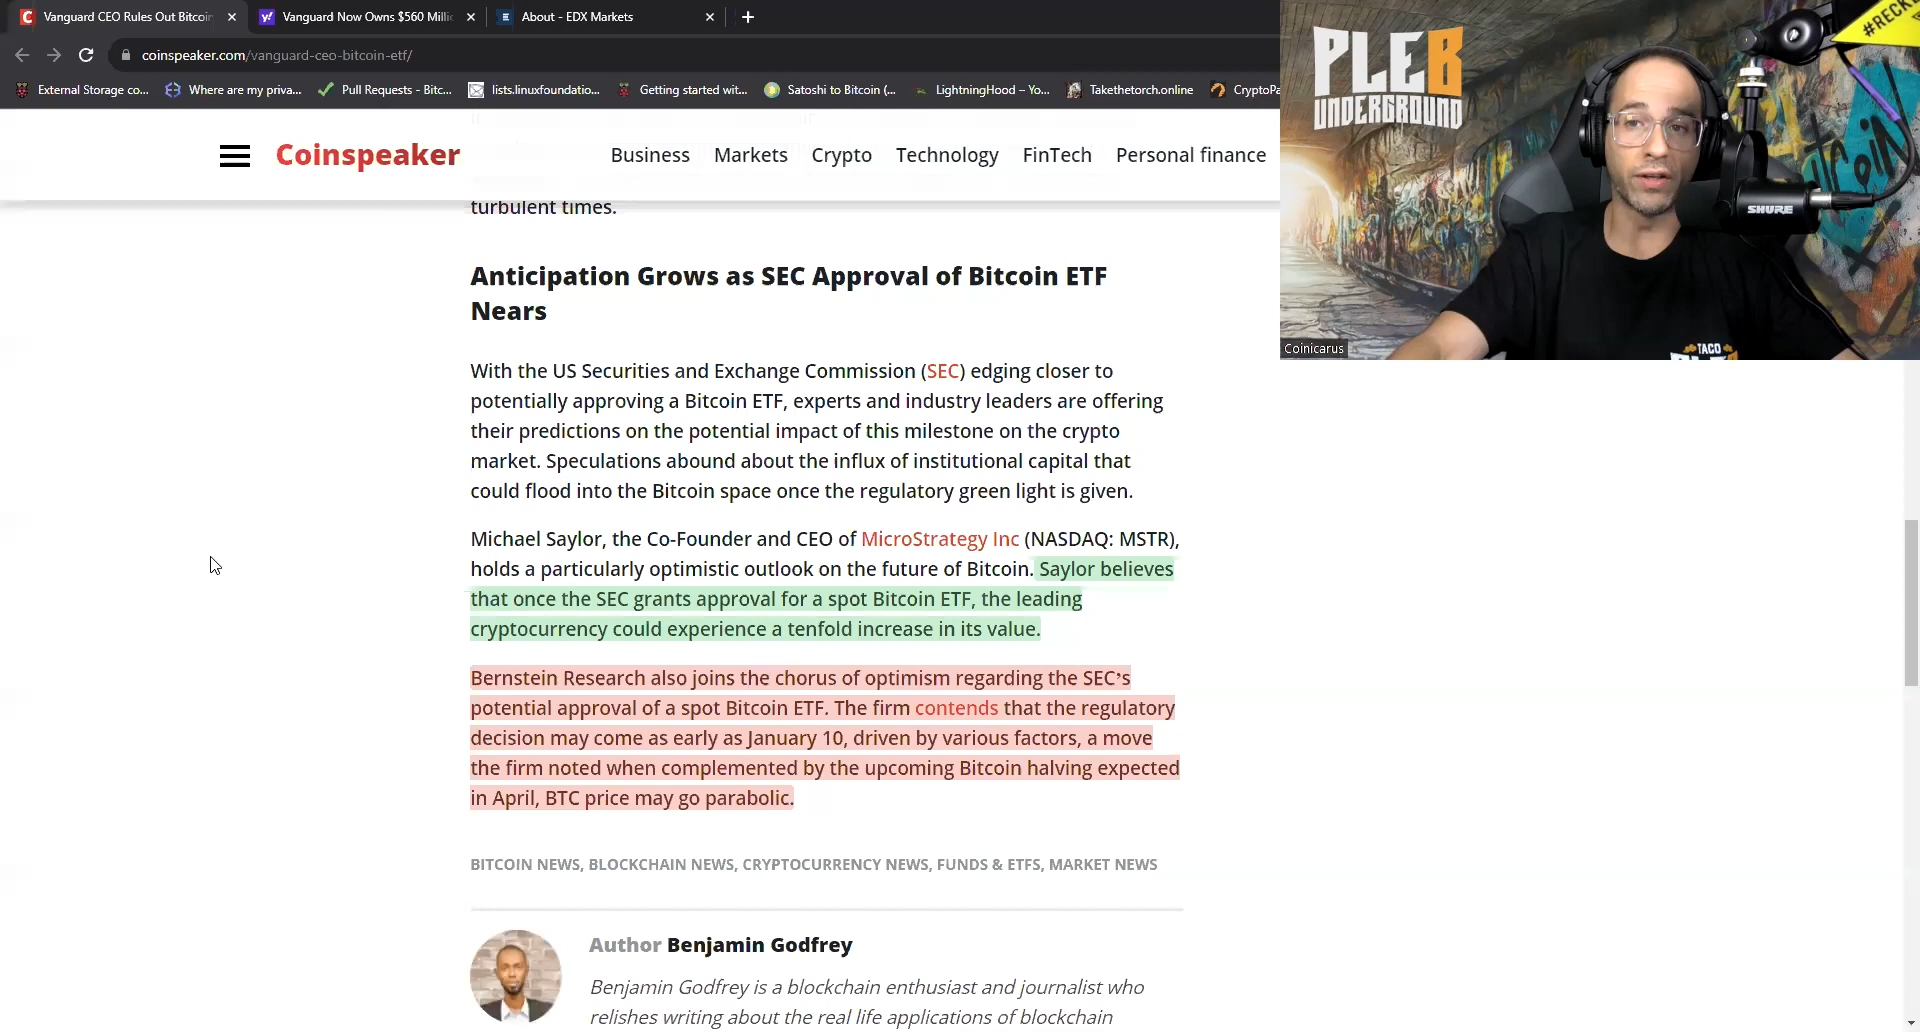 Vanguard CEO Rules Out Bitcoin
Vanguard Now Owns $560 Milli
About - EDX Markets
coinspeaker.com/vanguard-ceo-bitcoin-etf/
External Storage co...
Where are my priva...
Pull Requests - Bitc...
lists.linuxfoundatio...
Getting started wit...
Satoshi to Bitcoin (...
LightningHood – Yo...
Takethetorch.online
CryptoPa
Coinspeaker
Business
Markets
Crypto
Technology
FinTech
Personal finance
turbulent times.
Anticipation Grows as SEC Approval of Bitcoin ETF
Nears
With the US Securities and Exchange Commission (SEC) edging closer to
potentially approving a Bitcoin ETF, experts and industry leaders are offering
their predictions on the potential impact of this milestone on the crypto
market. Speculations abound about the influx of institutional capital that
could flood into the Bitcoin space once the regulatory green light is given.
Michael Saylor, the Co-Founder and CEO of MicroStrategy Inc (NASDAQ: MSTR),
holds a particularly optimistic outlook on the future of Bitcoin. Saylor believes
that once the SEC grants approval for a spot Bitcoin ETF, the leading
cryptocurrency could experience a tenfold increase in its value.
Bernstein Research also joins the chorus of optimism regarding the SEC’s
potential approval of a spot Bitcoin ETF. The firm contends that the regulatory
decision may come as early as January 10, driven by various factors, a move
the firm noted when complemented by the upcoming Bitcoin halving expected
in April, BTC price may go parabolic.
BITCOIN NEWS, BLOCKCHAIN NEWS, CRYPTOCURRENCY NEWS, FUNDS & ETFS, MARKET NEWS
Author Benjamin Godfrey
Benjamin Godfrey is a blockchain enthusiast and journalist who
relishes writing about the real life applications of blockchain
PLEB
UNDERGROUND
#RECK
SHURE
TACO
Coinicarus